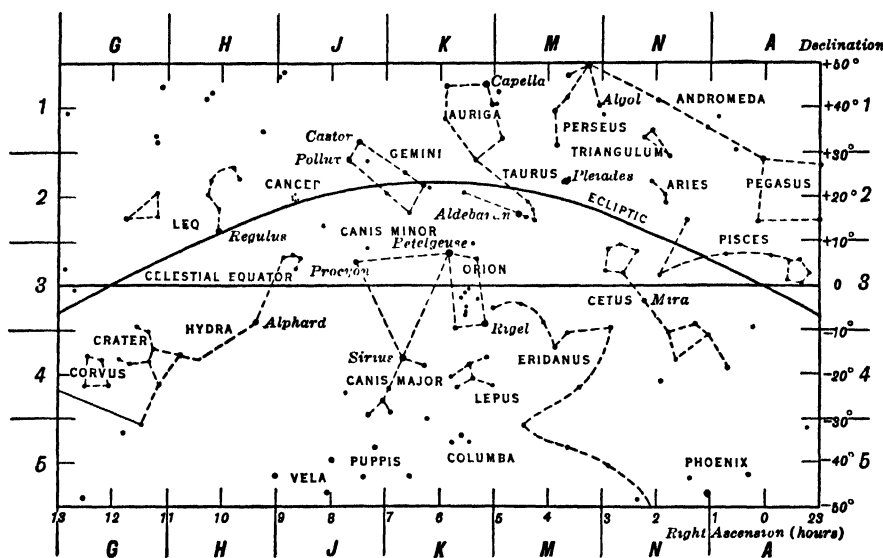 G H J K M N A Declination
+50°
Capella
1 AURIGA Algol ANDROMEDA +40° 1
PERSEUS
Castor TRIANGULUM +30°
Pollux GEMINI TAURUS Pleiades
CANCER ARIES PEGASUS
2 ECLIPTIC +20° 2
LEO Aldebaran
Regulus CANIS MINOR PISCES
Betelgeuse +10°
CELESTIAL EQUATOR Procyon ORION
3 CETUS Mira 0 3
CRATER HYDRA Alphard Rigel -10°
CORVUS Sirius ERIDANUS
4 CANIS MAJOR -20° 4
LEPUS
-30°
PUPPIS COLUMBA PHOENIX -40°
5 VELA 5
-50°
13 12 11 10 9 8 7 6 5 4 3 2 1 0 23
Right Ascension (hours)
G H J K M N A